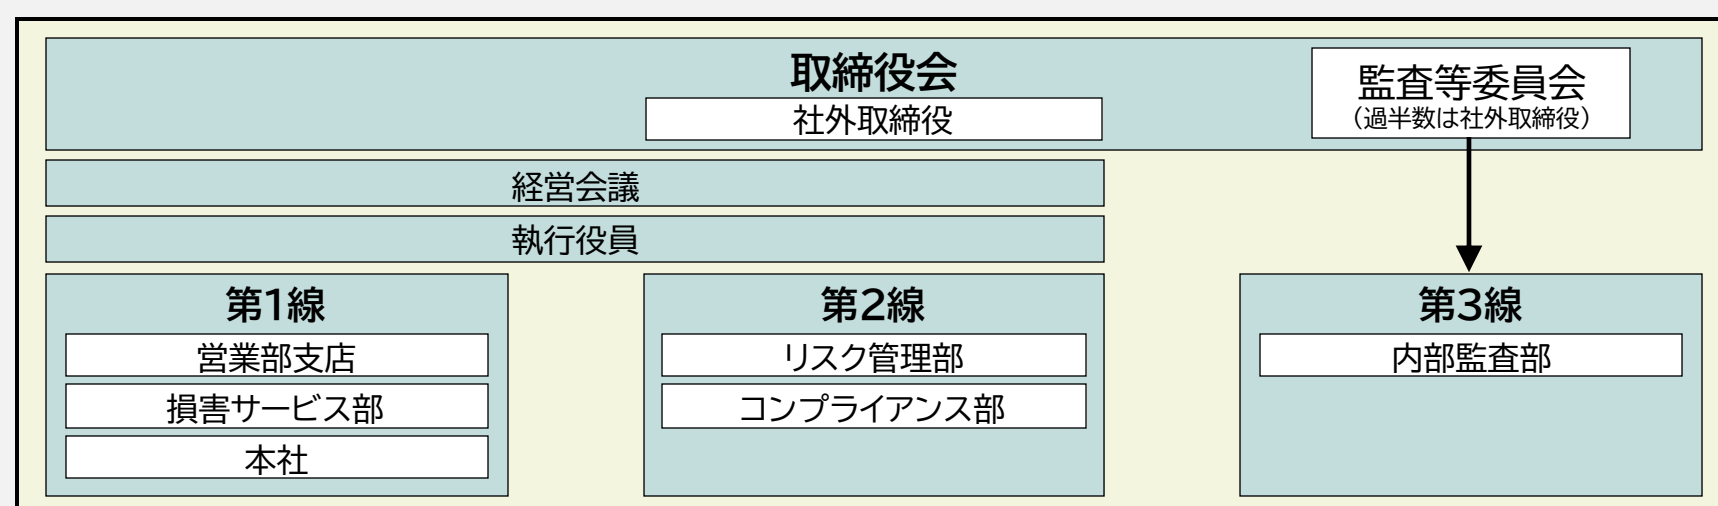 取締役会
社外取締役
監査等委員会
（過半数は社外取締役）
経営会議
執行役員
第1線
営業部支店
損害サービス部
本社
第2線
リスク管理部
コンプライアンス部
第3線
内部監査部